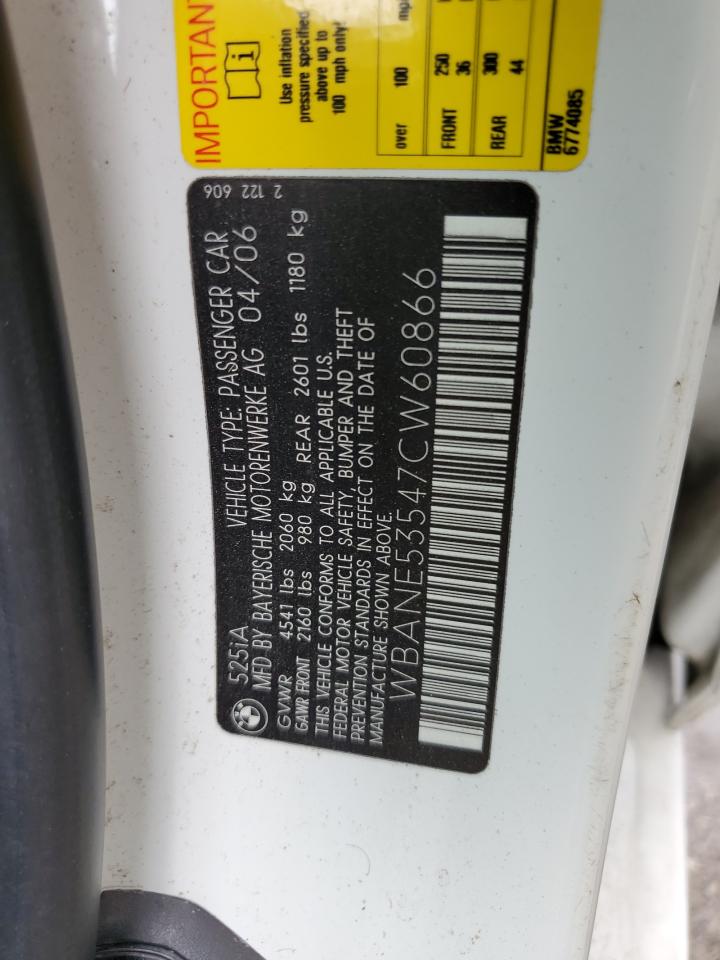 2 122 606
525iA VEHICLE TYPE: PASSENGER CAR
MFD BY BAYERISCHE MOTORENWERKE AG 04/06
GVWR 4541 lbs 2060 kg
GAWR FRONT 2160 lbs 980 kg REAR 2601 lbs 1180 kg
THIS VEHICLE CONFORMS TO ALL APPLICABLE U.S.
FEDERAL MOTOR VEHICLE SAFETY, BUMPER AND THEFT
PREVENTION STANDARDS IN EFFECT ON THE DATE OF
MANUFACTURE SHOWN ABOVE.
WBANE53547CW60866
IMPORTAN
Use inflation
pressure specified
above up to
100 mph only!
over 100 mph
FRONT 250
36
REAR 300
44
BMW
6774085